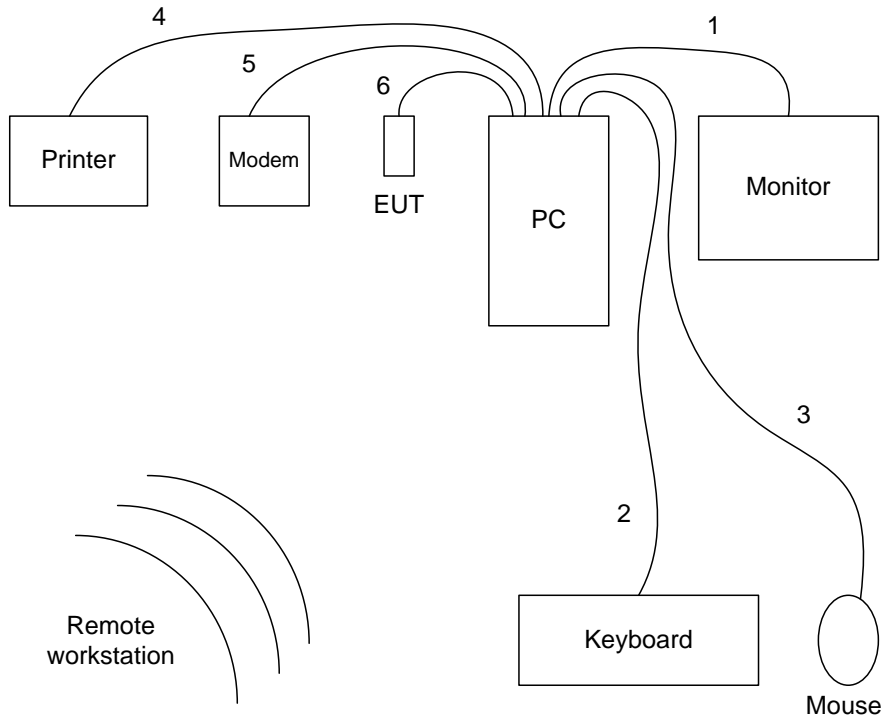 4
1
5
6
Printer
Modem
EUT
PC
Monitor
3
2
Remote
workstation
Keyboard
Mouse